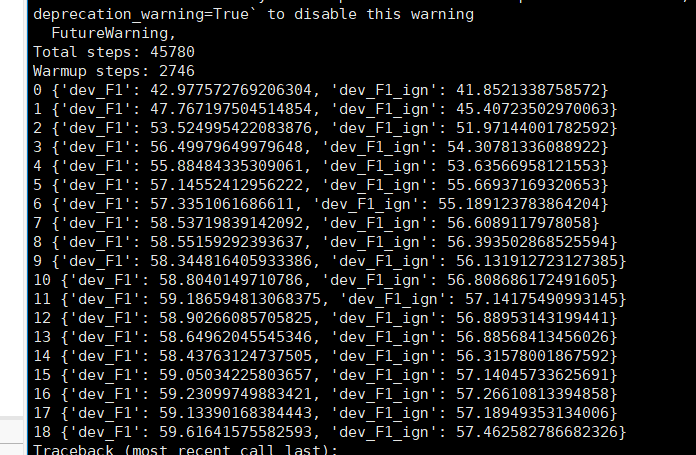 deprecation_warning=True` to disable this warning
  FutureWarning,
Total steps: 45780
Warmup steps: 2746
0 {'dev_F1': 42.977572769206304, 'dev_F1_ign': 41.8521338758572}
1 {'dev_F1': 47.767197504514854, 'dev_F1_ign': 45.40723502970063}
2 {'dev_F1': 53.524995422083876, 'dev_F1_ign': 51.97144001782592}
3 {'dev_F1': 56.49979649979648, 'dev_F1_ign': 54.30781336088922}
4 {'dev_F1': 55.88484335309061, 'dev_F1_ign': 53.63566958121553}
5 {'dev_F1': 57.14552412956222, 'dev_F1_ign': 55.66937169320653}
6 {'dev_F1': 57.3351061686611, 'dev_F1_ign': 55.189123783864204}
7 {'dev_F1': 58.53719839142092, 'dev_F1_ign': 56.6089117978058}
8 {'dev_F1': 58.55159292393637, 'dev_F1_ign': 56.393502868525594}
9 {'dev_F1': 58.344816405933386, 'dev_F1_ign': 56.131912723127385}
10 {'dev_F1': 58.8040149710786, 'dev_F1_ign': 56.808686172491605}
11 {'dev_F1': 59.186594813068375, 'dev_F1_ign': 57.14175490993145}
12 {'dev_F1': 58.90266085705825, 'dev_F1_ign': 56.88953143199441}
13 {'dev_F1': 58.64962045545346, 'dev_F1_ign': 56.88568413456026}
14 {'dev_F1': 58.43763124737505, 'dev_F1_ign': 56.31578001867592}
15 {'dev_F1': 59.05034225803657, 'dev_F1_ign': 57.14045733625691}
16 {'dev_F1': 59.23099749883421, 'dev_F1_ign': 57.26610813394858}
17 {'dev_F1': 59.13390168384443, 'dev_F1_ign': 57.18949353134006}
18 {'dev_F1': 59.61641575582593, 'dev_F1_ign': 57.462582786682326}
Traceback (most recent call last):